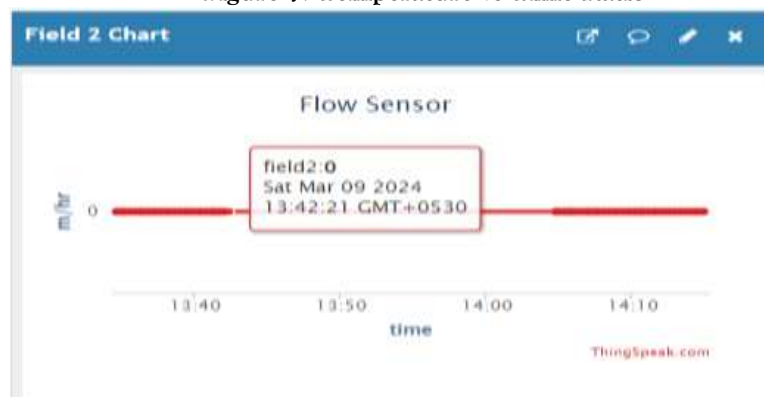 Field 2 Chart
Flow Sensor
field2:0
Sat Mar 09 2024
13:42:21 GMT+0530
m/hr
0
13:40 13:50 14:00 14:10
time
ThingSpeak.com